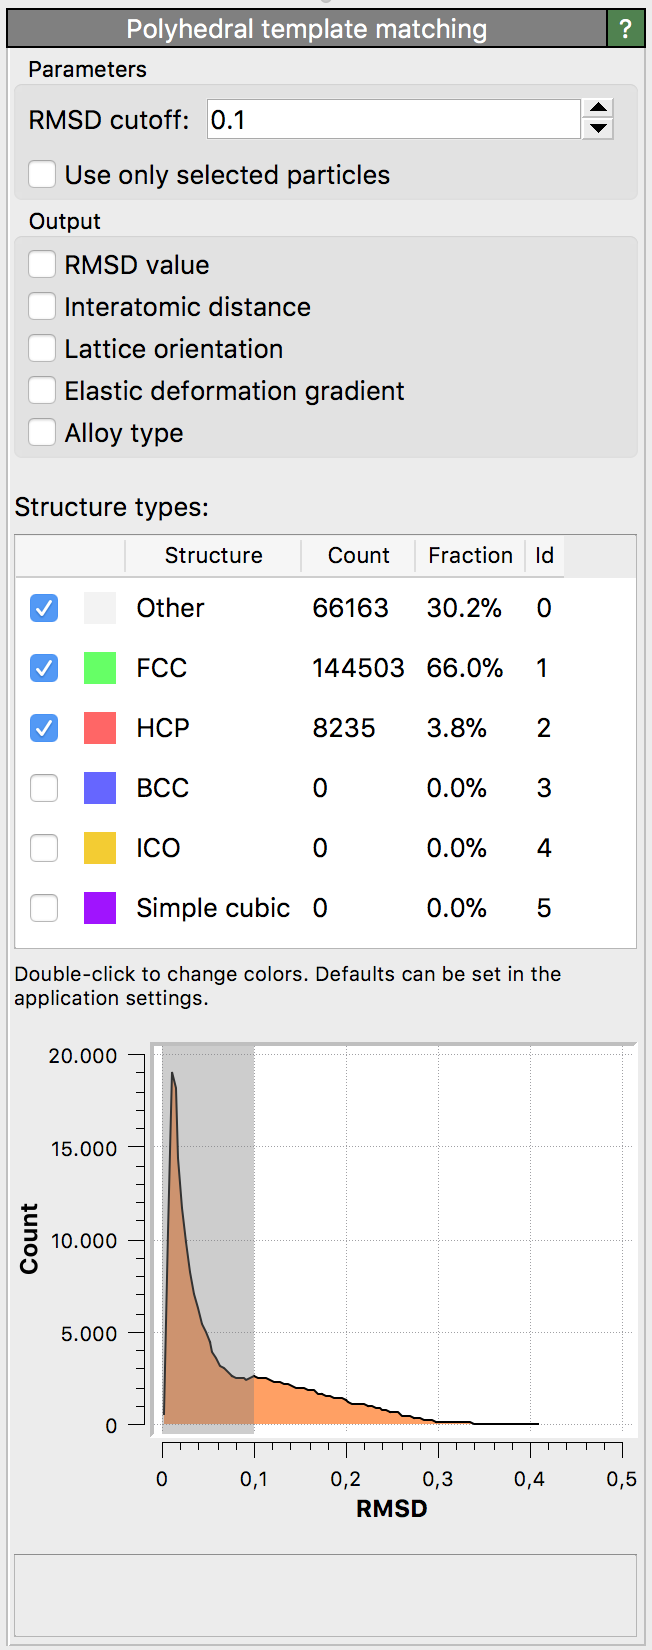 Polyhedral template matching ?
Parameters
RMSD cutoff: 0.1
Use only selected particles
Output
RMSD value
Interatomic distance
Lattice orientation
Elastic deformation gradient
Alloy type
Structure types:
Structure Count Fraction Id
Other 66163 30.2% 0
FCC 144503 66.0% 1
HCP 8235 3.8% 2
BCC 0 0.0% 3
ICO 0 0.0% 4
Simple cubic 0 0.0% 5
Double-click to change colors. Defaults can be set in the
application settings.
20.000
15.000
10.000
5.000
0
Count
0 0,1 0,2 0,3 0,4 0,5
RMSD